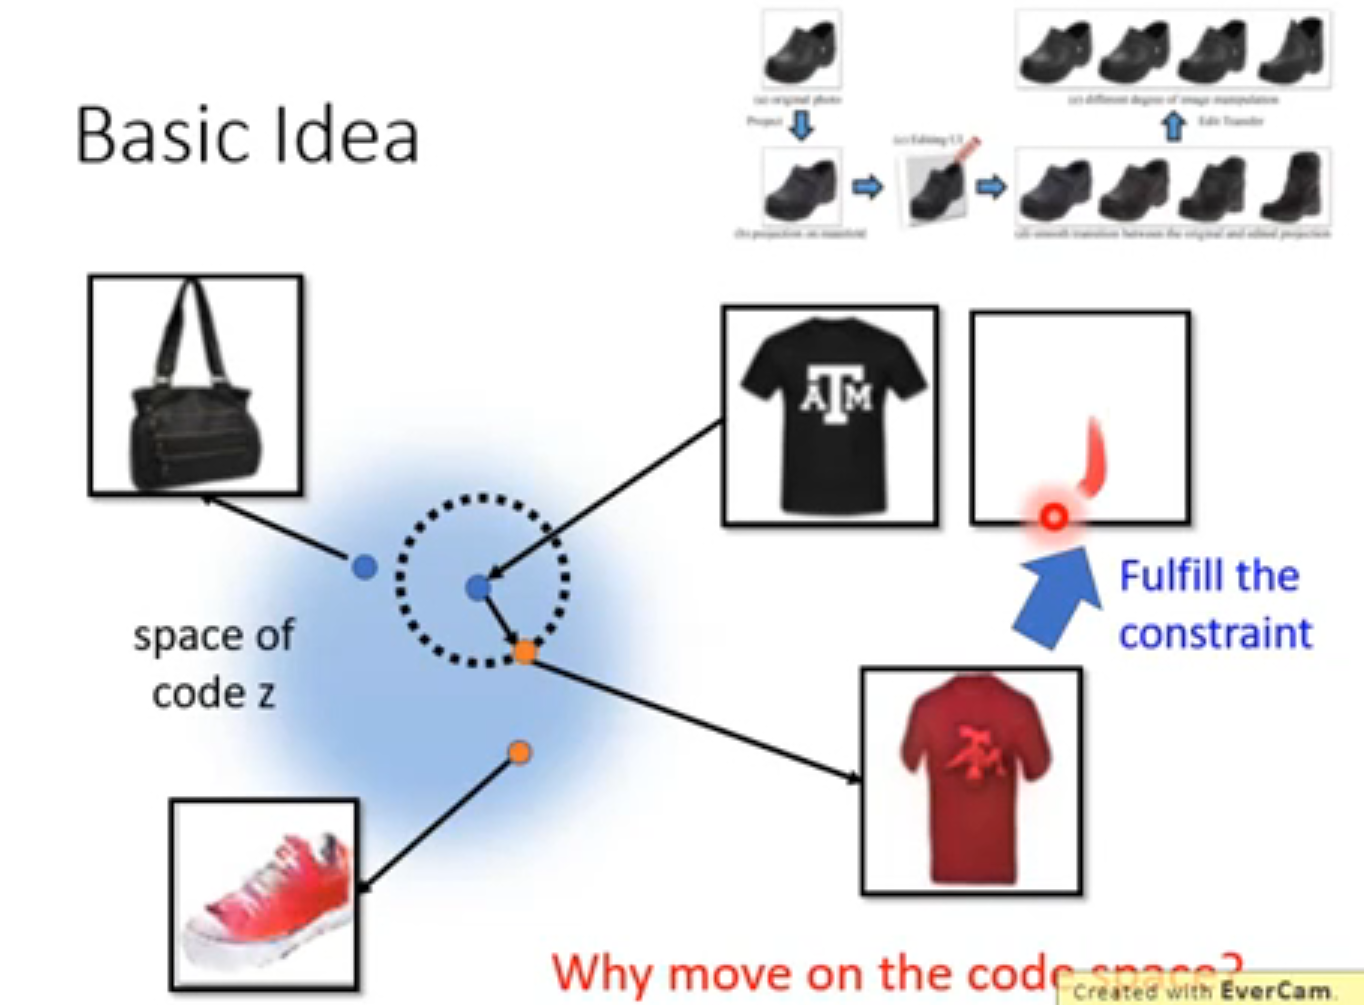 Basic Idea
(a) original photo
Project
(b) projection on manifold
(c) Editing UI
(e) different degree of image manipulation
Edit Transfer
(d) smooth transition between the original and edited projection
ATM
space of
code z
Fulfill the
constraint
Why move on the code space?
Created with EverCam.